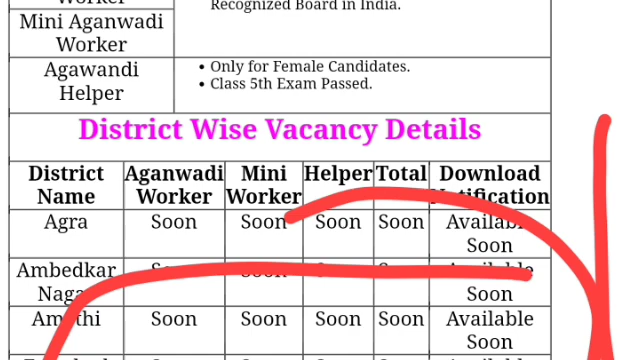 Recognized Board in India.
Mini Aganwadi
Worker
Agawandi
Helper
• Only for Female Candidates.
• Class 5th Exam Passed.
District Wise Vacancy Details
District Name Aganwadi Worker Mini Worker Helper Total Download Notification
Agra Soon Soon Soon Soon Available
Soon
Ambedkar
Soon
Soon Soon Soon Soon Available
Soon